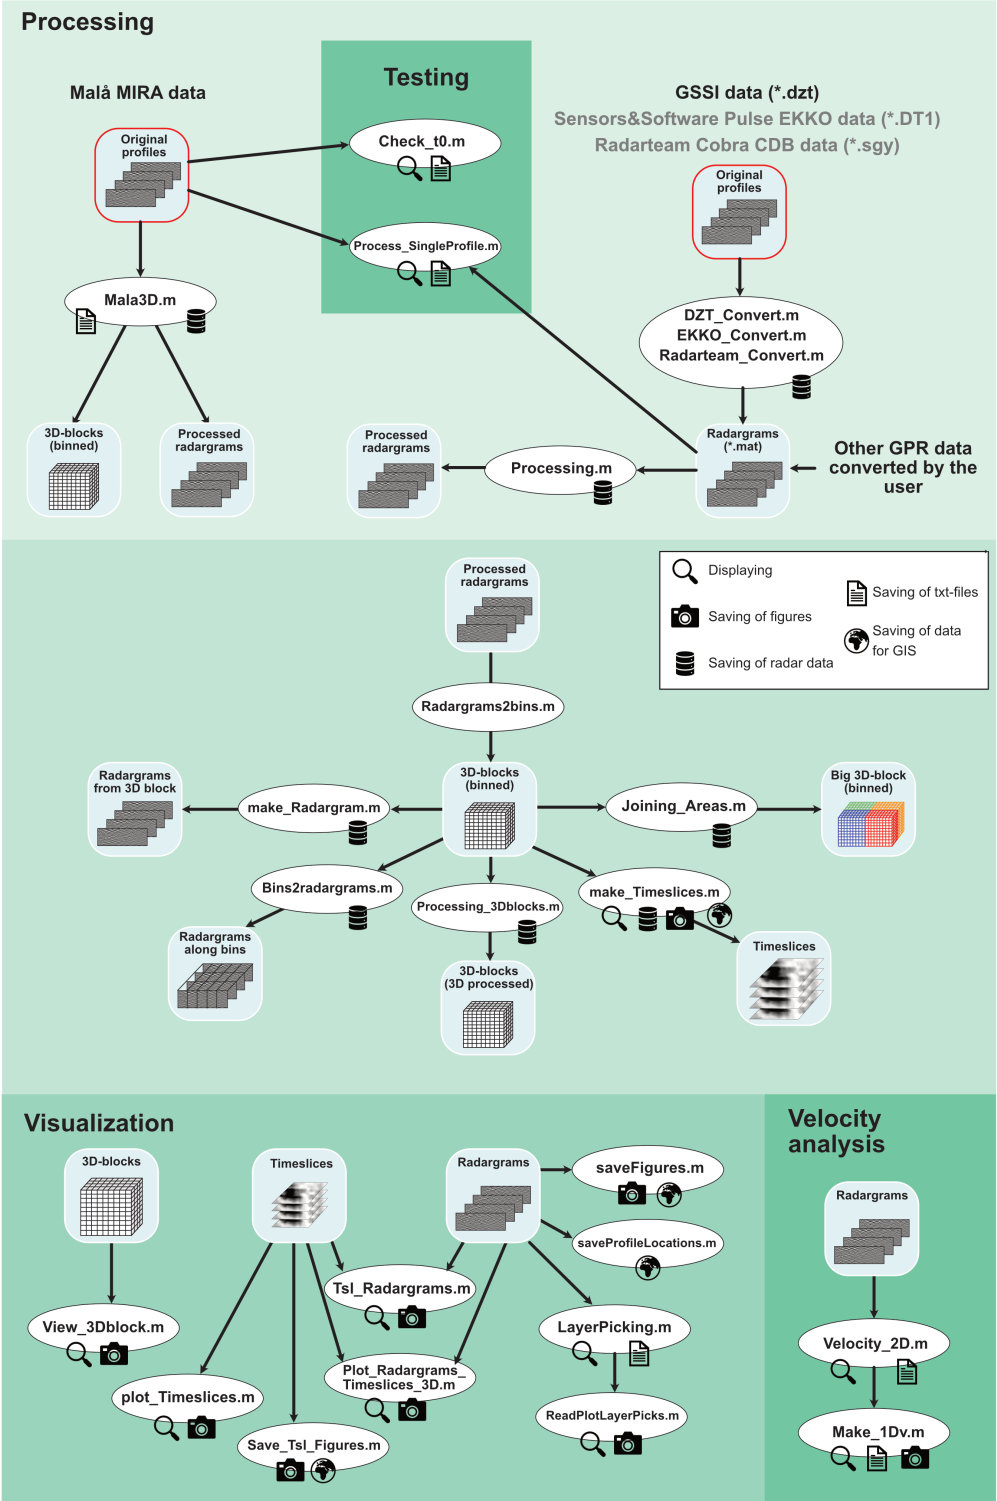 Processing
Testing
Malå MIRA data
GSSI data (*.dzt)
Sensors&Software Pulse EKKO data (*.DT1)
Radarteam Cobra CDB data (*.sgy)
Original
profiles
Check_t0.m
Original
profiles
Process_SingleProfile.m
Mala3D.m
DZT_Convert.m
EKKO_Convert.m
Radarteam_Convert.m
3D-blocks
(binned)
Processed
radargrams
Processed
radargrams
Processing.m
Radargrams
(*.mat)
Other GPR data
converted by the
user
Processed
radargrams
Displaying
Saving of figures
Saving of radar data
Saving of txt-files
Saving of data
for GIS
Radargrams2bins.m
Radargrams
from 3D block
make_Radargram.m
3D-blocks
(binned)
Joining_Areas.m
Big 3D-block
(binned)
Bins2radargrams.m
Processing_3Dblocks.m
make_Timeslices.m
Radargrams
along bins
3D-blocks
(3D processed)
Timeslices
Visualization
Velocity
analysis
3D-blocks
Timeslices
Radargrams
saveFigures.m
Radargrams
saveProfileLocations.m
Tsl_Radargrams.m
View_3Dblock.m
LayerPicking.m
Velocity_2D.m
plot_Timeslices.m
Plot_Radargrams_
Timeslices_3D.m
ReadPlotLayerPicks.m
Save_Tsl_Figures.m
Make_1Dv.m